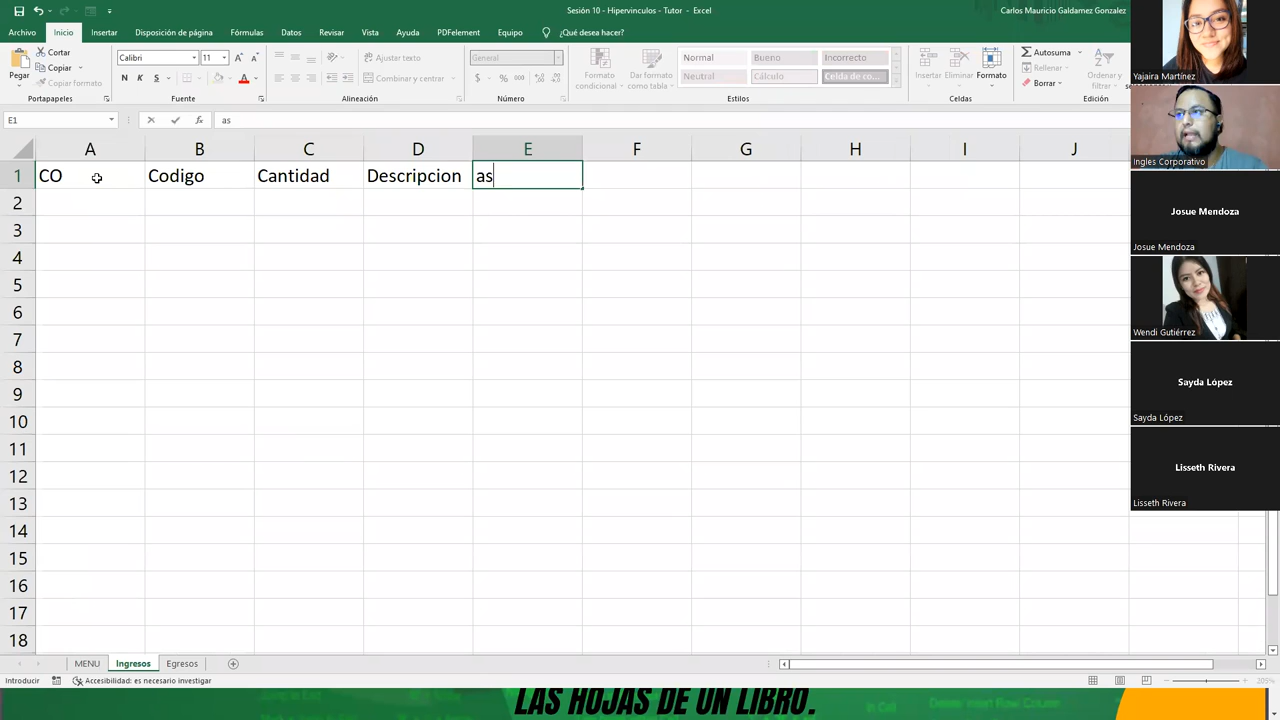 Sesión 10 - Hipervinculos - Tutor - Excel
Carlos Mauricio Galdamez Gonzalez
Archivo Inicio Insertar Disposición de página Fórmulas Datos Revisar Vista Ayuda PDFelement Equipo ¿Qué desea hacer?
Pegar
Cortar
Copiar
Copiar formato
Portapapeles
Calibri 11
N K S
Fuente
Ajustar texto
Combinar y centrar
Alineación
General
$ % 000
Número
Formato condicional
Dar formato como tabla
Normal Bueno Incorrecto
Neutral Cálculo Celda de co...
Estilos
Insertar Eliminar Formato
Celdas
Autosuma
Rellenar
Borrar
Ordenar y
filtrar
Edición
E1 fx as
A B C D E F G H I J
1 CO Codigo Cantidad Descripcion as
2
3
4
5
6
7
8
9
10
11
12
13
14
15
16
17
18
MENU Ingresos Egresos
Introducir Accesibilidad: es necesario investigar
205%
Yajaira Martínez
Ingles Corporativo
Josue Mendoza
Josue Mendoza
Wendi Gutiérrez
Sayda López
Sayda López
Lisseth Rivera
Lisseth Rivera
LAS HOJAS DE UN LIBRO.